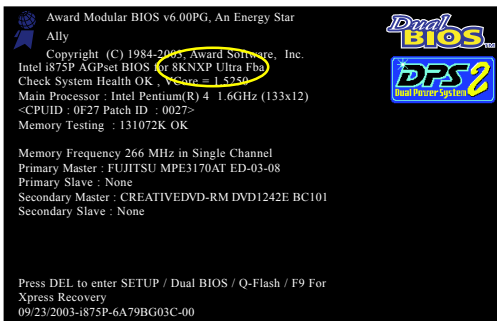 Award Modular BIOS v6.00PG, An Energy Star
Ally
Copyright (C) 1984-2003, Award Software, Inc.
Intel i875P AGPset BIOS for 8KNXP Ultra Fba
Check System Health OK , VCore = 1.5250
Main Processor : Intel Pentium(R) 4 1.6GHz (133x12)
<CPUID : 0F27 Patch ID : 0027>
Memory Testing : 131072K OK
Memory Frequency 266 MHz in Single Channel
Primary Master : FUJITSU MPE3170AT ED-03-08
Primary Slave : None
Secondary Master : CREATIVEDVD-RM DVD1242E BC101
Secondary Slave : None
Press DEL to enter SETUP / Dual BIOS / Q-Flash / F9 For
Xpress Recovery
09/23/2003-i875P-6A79BG03C-00
Dual
BIOS TM
DPS 2
Dual Power System